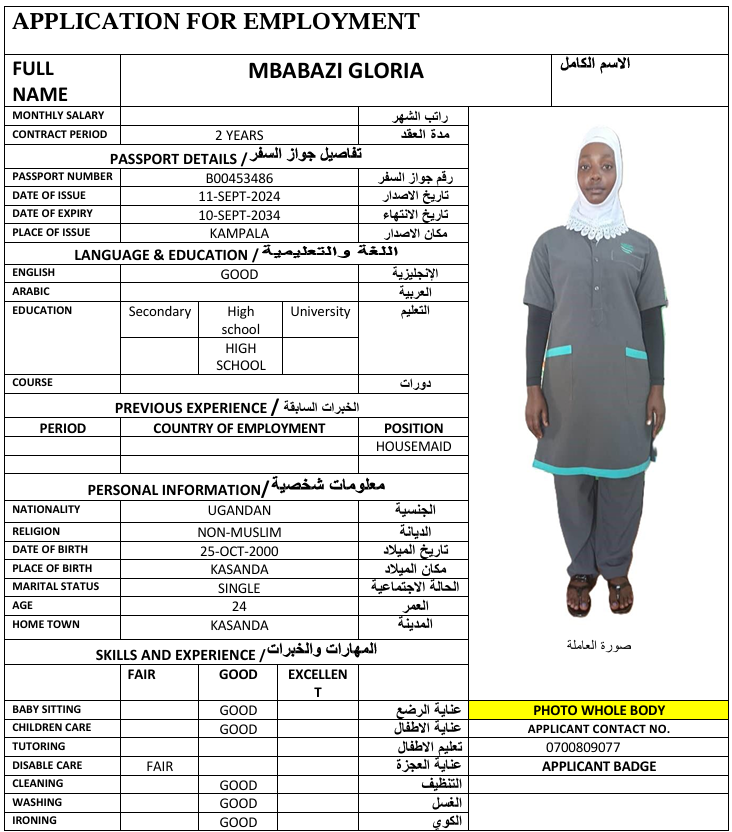 APPLICATION FOR EMPLOYMENT
FULL NAME MBABAZI GLORIA الاسم الكامل
MONTHLY SALARY راتب الشهر
CONTRACT PERIOD 2 YEARS مدة العقد
PASSPORT DETAILS / تفاصيل جواز السفر
PASSPORT NUMBER B00453486 رقم جواز السفر
DATE OF ISSUE 11-SEPT-2024 تاريخ الاصدار
DATE OF EXPIRY 10-SEPT-2034 تاريخ الانتهاء
PLACE OF ISSUE KAMPALA مكان الاصدار
LANGUAGE & EDUCATION / اللغة والتعليمية
ENGLISH GOOD الإنجليزية
ARABIC العربية
EDUCATION Secondary High school University التعليم
HIGH SCHOOL
COURSE دورات
PREVIOUS EXPERIENCE / الخبرات السابقة
PERIOD COUNTRY OF EMPLOYMENT POSITION
HOUSEMAID
PERSONAL INFORMATION/ معلومات شخصية
NATIONALITY UGANDAN الجنسية
RELIGION NON-MUSLIM الديانة
DATE OF BIRTH 25-OCT-2000 تاريخ الميلاد
PLACE OF BIRTH KASANDA مكان الميلاد
MARITAL STATUS SINGLE الحالة الاجتماعية
AGE 24 العمر
HOME TOWN KASANDA المدينة
صورة العاملة
SKILLS AND EXPERIENCE / المهارات والخبرات
FAIR GOOD EXCELLENT
BABY SITTING GOOD عناية الرضع PHOTO WHOLE BODY
CHILDREN CARE GOOD عناية الاطفال APPLICANT CONTACT NO.
TUTORING تعليم الاطفال 0700809077
DISABLE CARE FAIR عناية العجزة APPLICANT BADGE
CLEANING GOOD التنظيف
WASHING GOOD الغسل
IRONING GOOD الكوي